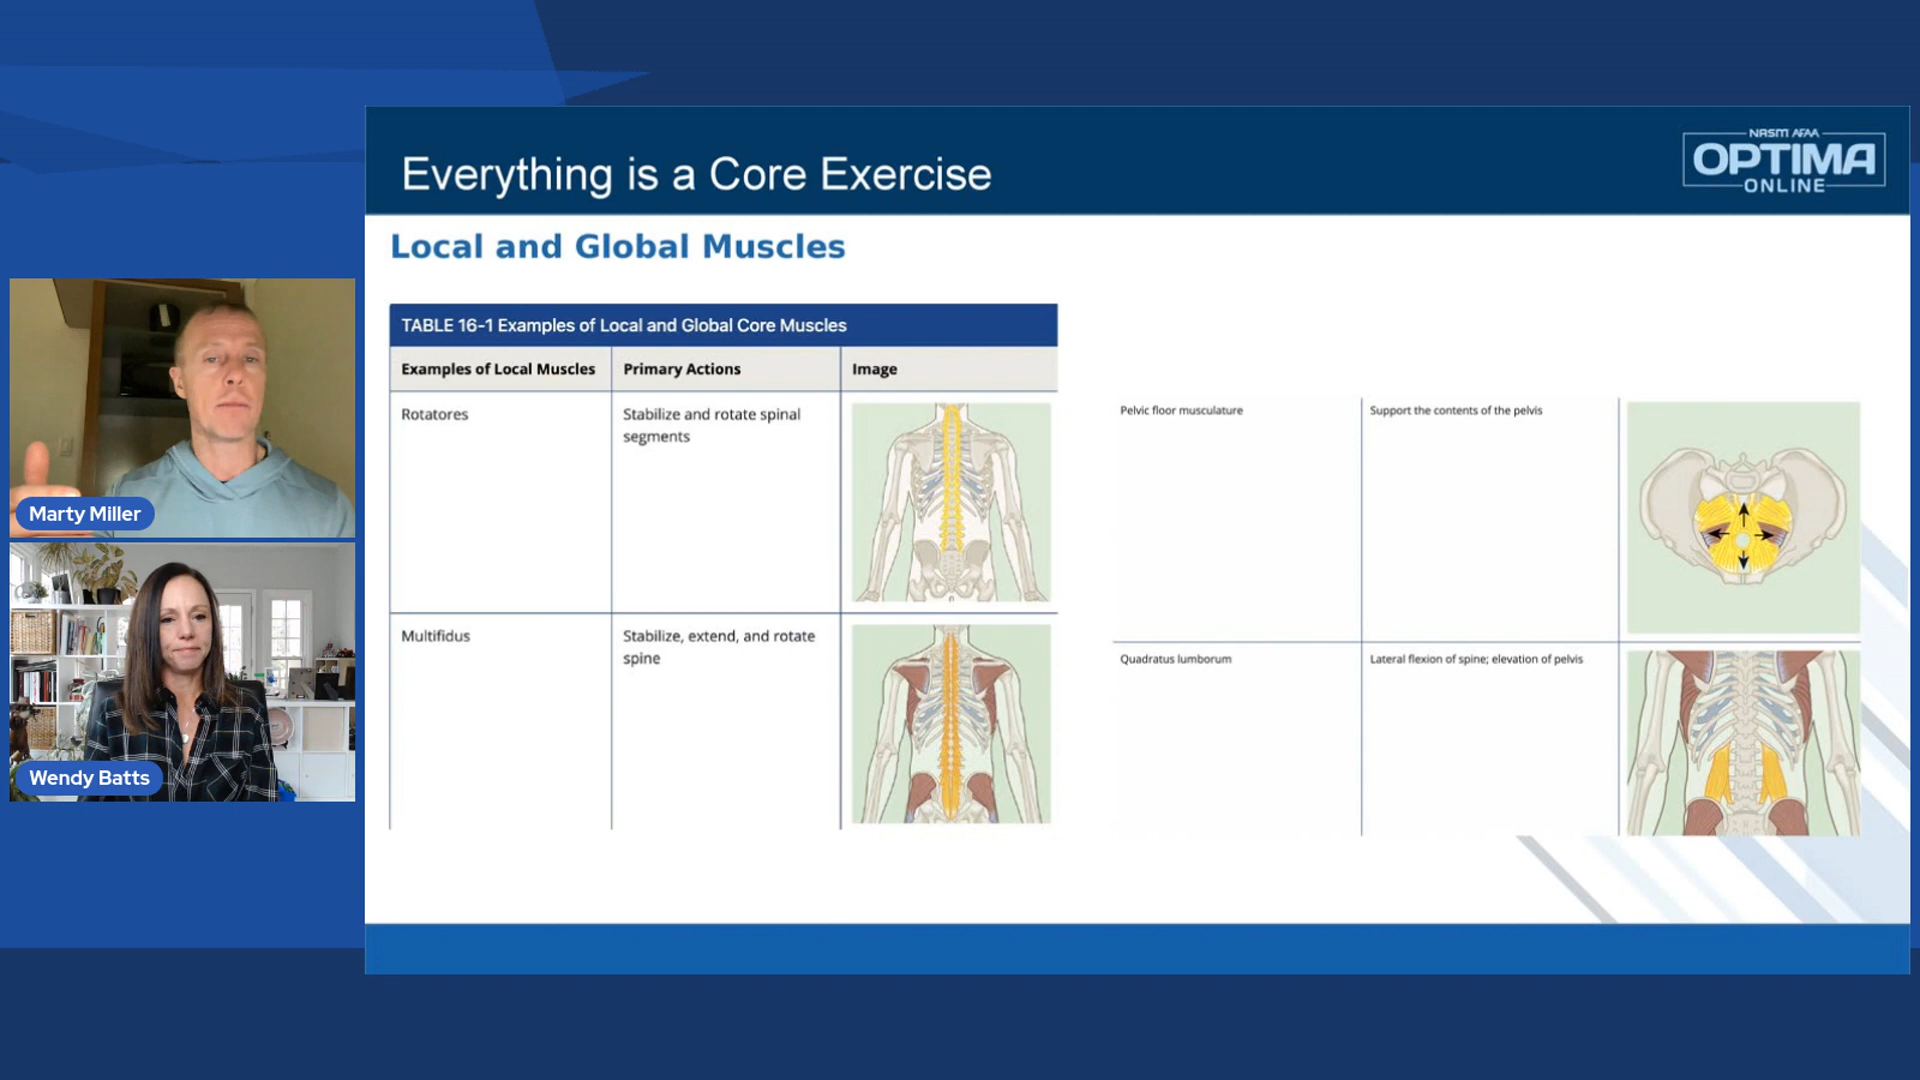 Everything is a Core Exercise
NASM AFAA
OPTIMA
ONLINE
Local and Global Muscles
TABLE 16-1 Examples of Local and Global Core Muscles
Examples of Local Muscles
Primary Actions
Image
Rotatores
Stabilize and rotate spinal
segments
Multifidus
Stabilize, extend, and rotate
spine
Pelvic floor musculature
Support the contents of the pelvis
Quadratus lumborum
Lateral flexion of spine; elevation of pelvis
Marty Miller
Wendy Batts